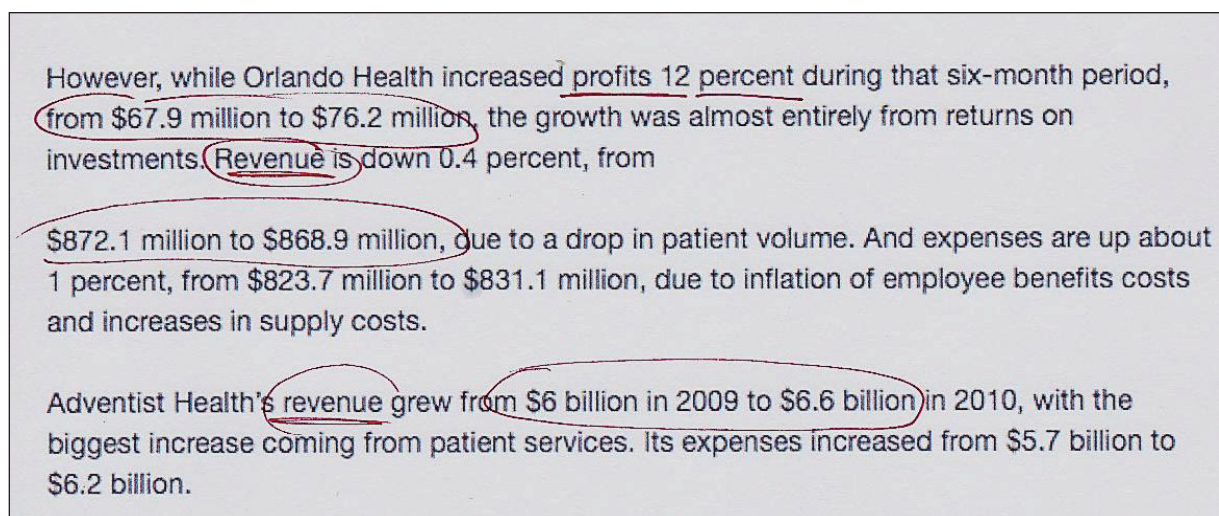 However, while Orlando Health increased profits 12 percent during that six-month period,
from $67.9 million to $76.2 million, the growth was almost entirely from returns on
investments. Revenue is down 0.4 percent, from
$872.1 million to $868.9 million, due to a drop in patient volume. And expenses are up about
1 percent, from $823.7 million to $831.1 million, due to inflation of employee benefits costs
and increases in supply costs.
Adventist Health's revenue grew from $6 billion in 2009 to $6.6 billion in 2010, with the
biggest increase coming from patient services. Its expenses increased from $5.7 billion to
$6.2 billion.